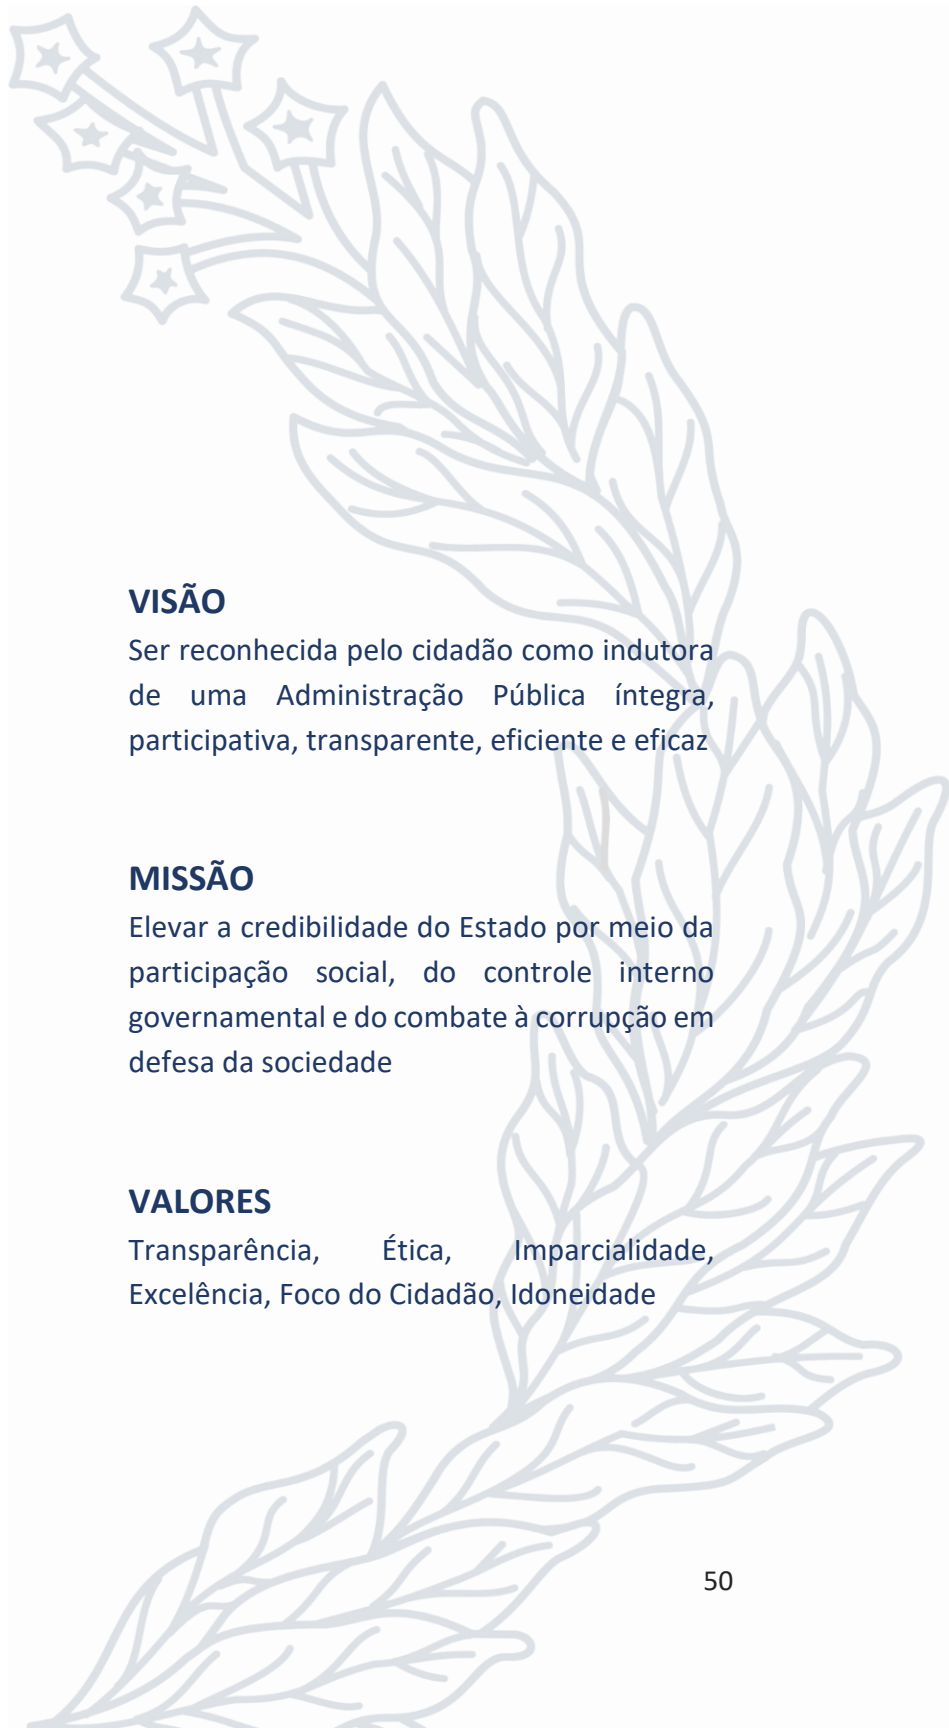 VISÃO
Ser reconhecida pelo cidadão como indutora
de uma Administração Pública íntegra,
participativa, transparente, eficiente e eficaz
MISSÃO
Elevar a credibilidade do Estado por meio da
participação social, do controle interno
governamental e do combate à corrupção em
defesa da sociedade
VALORES
Transparência, Ética, Imparcialidade,
Excelência, Foco do Cidadão, Idoneidade
50